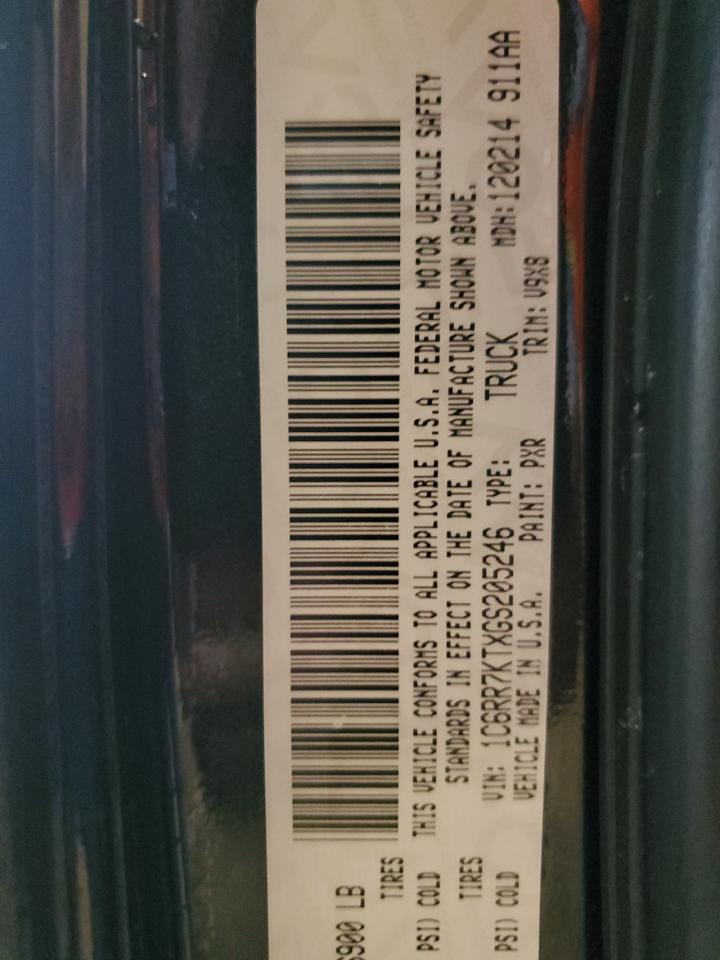 900 LB
TIRES
PSI) COLD
TIRES
PSI) COLD
THIS VEHICLE CONFORMS TO ALL APPLICABLE U.S.A. FEDERAL MOTOR VEHICLE SAFETY
STANDARDS IN EFFECT ON THE DATE OF MANUFACTURE SHOWN ABOVE.
VIN: 1C6RR7KTXGS205246 TYPE: TRUCK MDH:120214 911AA
VEHICLE MADE IN U.S.A. PAINT: PXR TRIM: V9X8